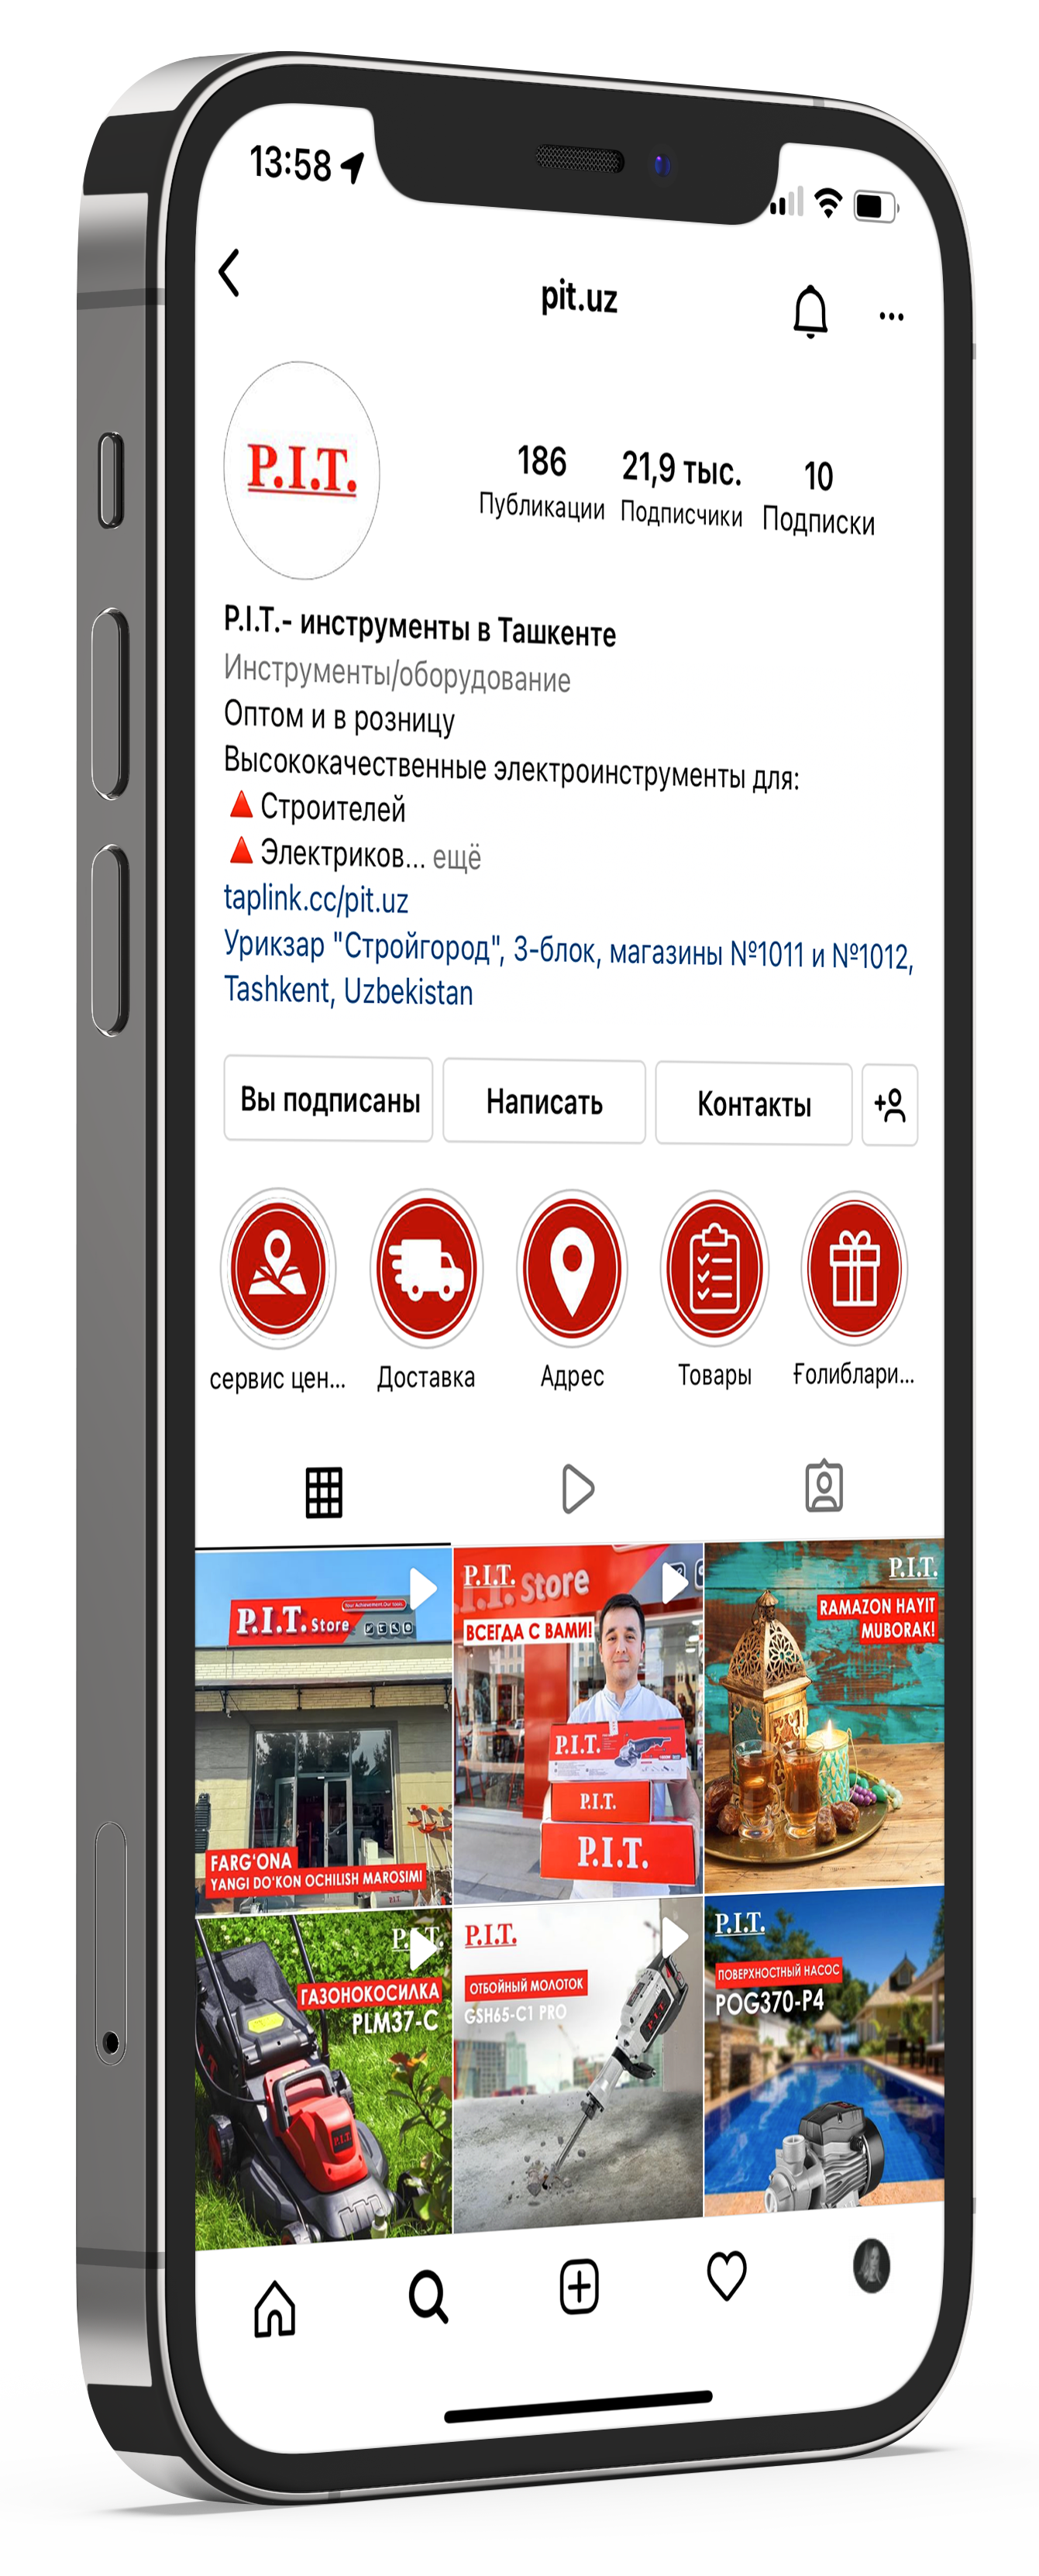 13:58
pit.uz
P.I.T.
186
21,9 тыс.
10
Публикации
Подписчики
Подписки
P.I.T.- инструменты в Ташкенте
Инструменты/оборудование
Оптом и в розницу
Высококачественные электроинструменты для:
🔺Строителей
🔺Электриков... ещё
taplink.cc/pit.uz
Урикзар "Стройгород", 3-блок, магазины №1011 и №1012,
Tashkent, Uzbekistan
Вы подписаны
Написать
Контакты
сервис цен...
Доставка
Адрес
Товары
Ғолиблари...
P.I.T. Store
FARG'ONA
YANGI DO'KON OCHILISH MAROSIMI
P.I.T. Store
ВСЕГДА С ВАМИ!
P.I.T.
P.I.T.
P.I.T.
P.I.T.
RAMAZON HAYIT
MUBORAK!
P.I.T.
ГАЗОНОКОСИЛКА
PLM37-C
P.I.T.
P.I.T.
ОТБОЙНЫЙ МОЛОТОК
GSH65-C1 PRO
P.I.T.
P.I.T.
ПОВЕРХНОСТНЫЙ НАСОС
POG370-P4